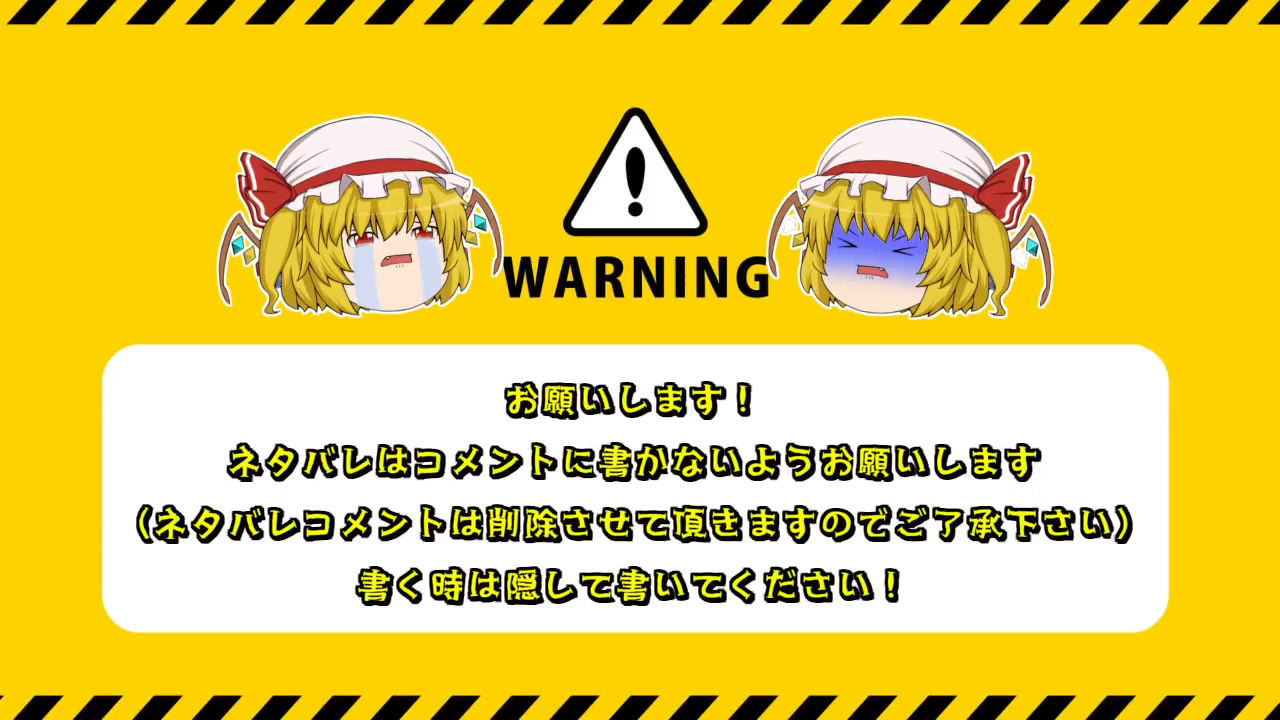 WARNING
お願いします！
ネタバレはコメントに書かないようお願いします
（ネタバレコメントは削除させて頂きますのでご了承下さい）
書く時は隠して書いてください！